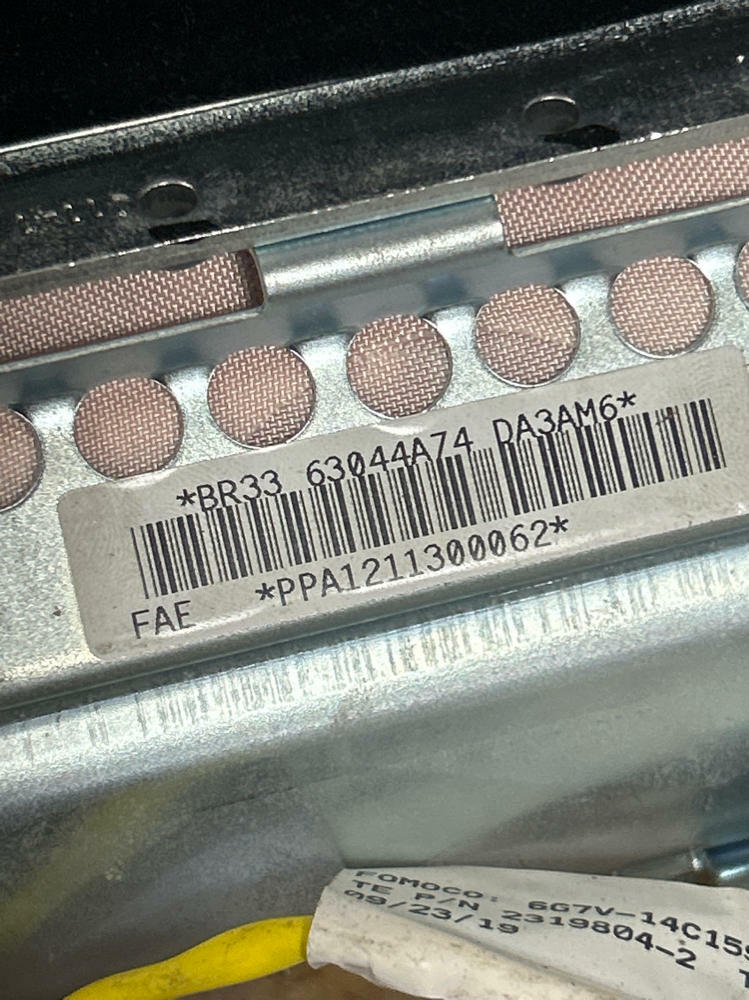 *BR33 63044A74 DA3AM6*
*PPA1211300062*
FAE
FOMOCO: 6G7V-14C15
TE P/N 2319804-2
09/23/19